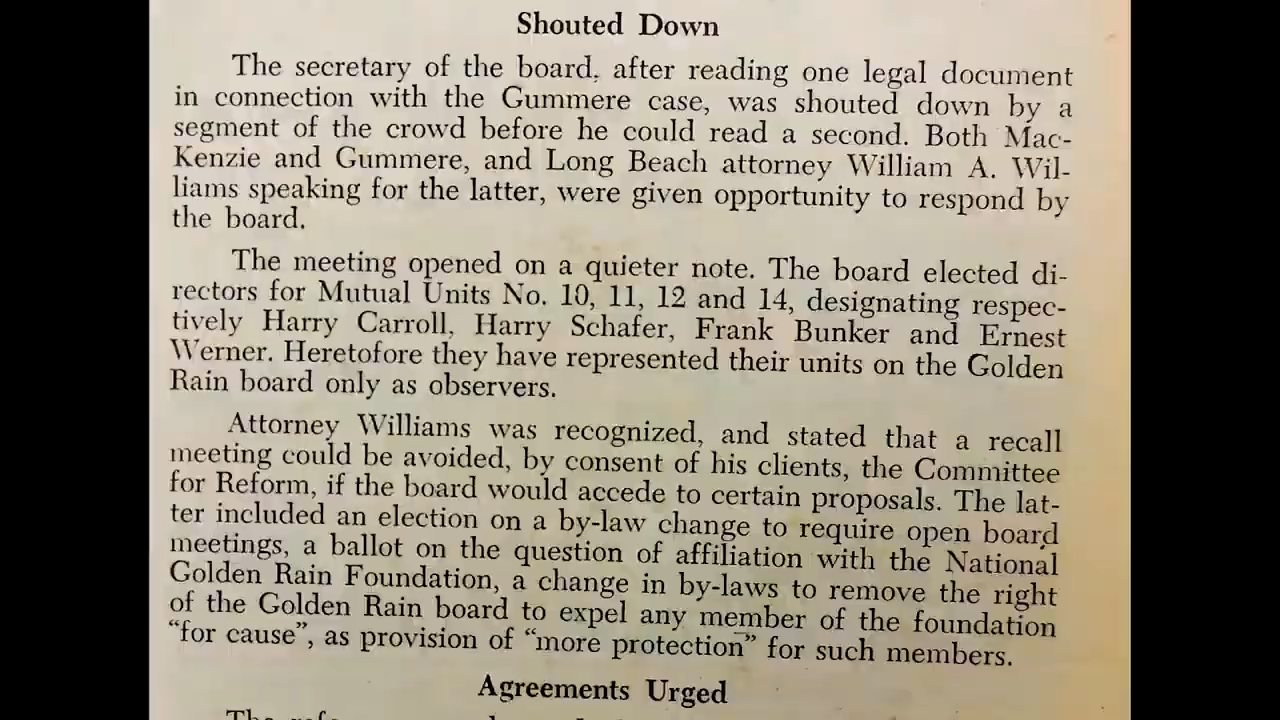 Shouted Down
The secretary of the board, after reading one legal document
in connection with the Gummere case, was shouted down by a
segment of the crowd before he could read a second. Both Mac-
Kenzie and Gummere, and Long Beach attorney William A. Wil-
liams speaking for the latter, were given opportunity to respond by
the board.
The meeting opened on a quieter note. The board elected di-
rectors for Mutual Units No. 10, 11, 12 and 14, designating respec-
tively Harry Carroll, Harry Schafer, Frank Bunker and Ernest
Werner. Heretofore they have represented their units on the Golden
Rain board only as observers.
Attorney Williams was recognized, and stated that a recall
meeting could be avoided, by consent of his clients, the Committee
for Reform, if the board would accede to certain proposals. The lat-
ter included an election on a by-law change to require open board
meetings, a ballot on the question of affiliation with the National
Golden Rain Foundation, a change in by-laws to remove the right
of the Golden Rain board to expel any member of the foundation
“for cause”, as provision of “more protection” for such members.
Agreements Urged
The